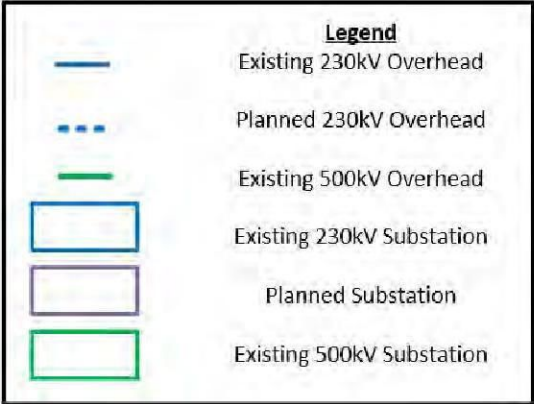 Legend
Existing 230kV Overhead
Planned 230kV Overhead
Existing 500kV Overhead
Existing 230kV Substation
Planned Substation
Existing 500kV Substation